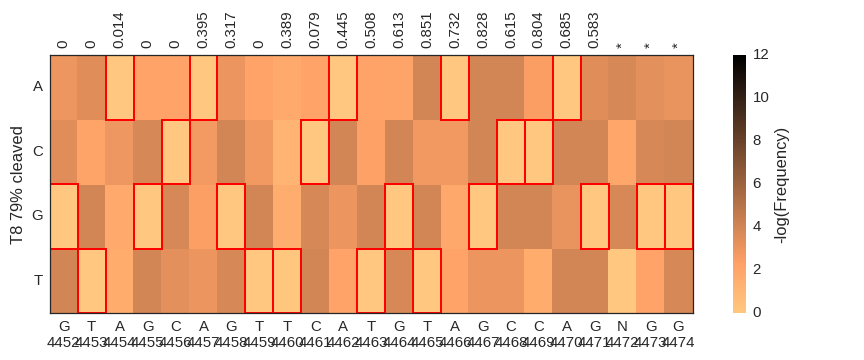 0 0 0.014 0 0 0.395 0.317 0 0.389 0.079 0.445 0.508 0.613 0.851 0.732 0.828 0.615 0.804 0.685 0.583 * * *
T8 79% cleaved
A
C
G
T
G T A G C A G T T C A T G T A G C C A G N G G
4452 4453 4454 4455 4456 4457 4458 4459 4460 4461 4462 4463 4464 4465 4466 4467 4468 4469 4470 4471 4472 4473 4474
12
10
8
6
4
2
0
-log(Frequency)